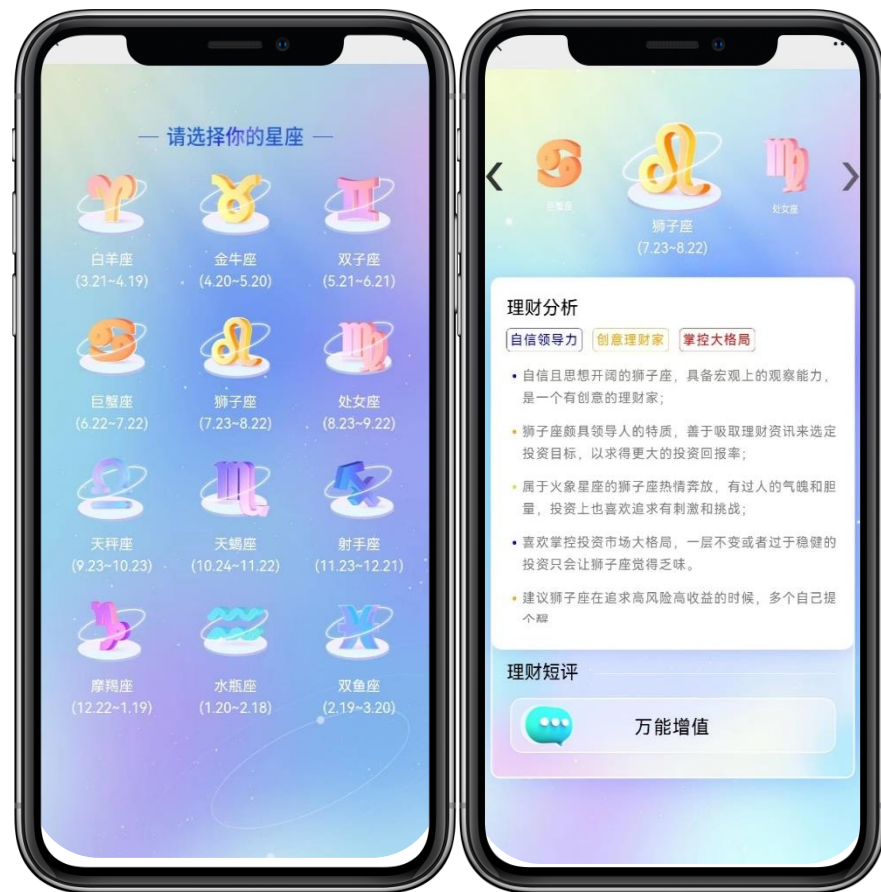 请选择你的星座
白羊座
(3.21~4.19)
金牛座
(4.20~5.20)
双子座
(5.21~6.21)
巨蟹座
(6.22~7.22)
狮子座
(7.23~8.22)
处女座
(8.23~9.22)
天秤座
(9.23~10.23)
天蝎座
(10.24~11.22)
射手座
(11.23~12.21)
摩羯座
(12.22~1.19)
水瓶座
(1.20~2.18)
双鱼座
(2.19~3.20)
巨蟹座
狮子座
(7.23~8.22)
处女座
理财分析
自信领导力
创意理财家
掌控大格局
自信且思想开阔的狮子座，具备宏观上的观察能力，
是一个有创意的理财家；
狮子座颇具领导人的特质，善于吸取理财资讯来选定
投资目标，以求得更大的投资回报率；
属于火象星座的狮子座热情奔放，有过人的气魄和胆
量，投资上也喜欢追求有刺激和挑战；
喜欢掌控投资市场大格局，一层不变或者过于稳健的
投资只会让狮子座觉得乏味。
建议狮子座在追求高风险高收益的时候，多个自己提
个醒
理财短评
万能增值